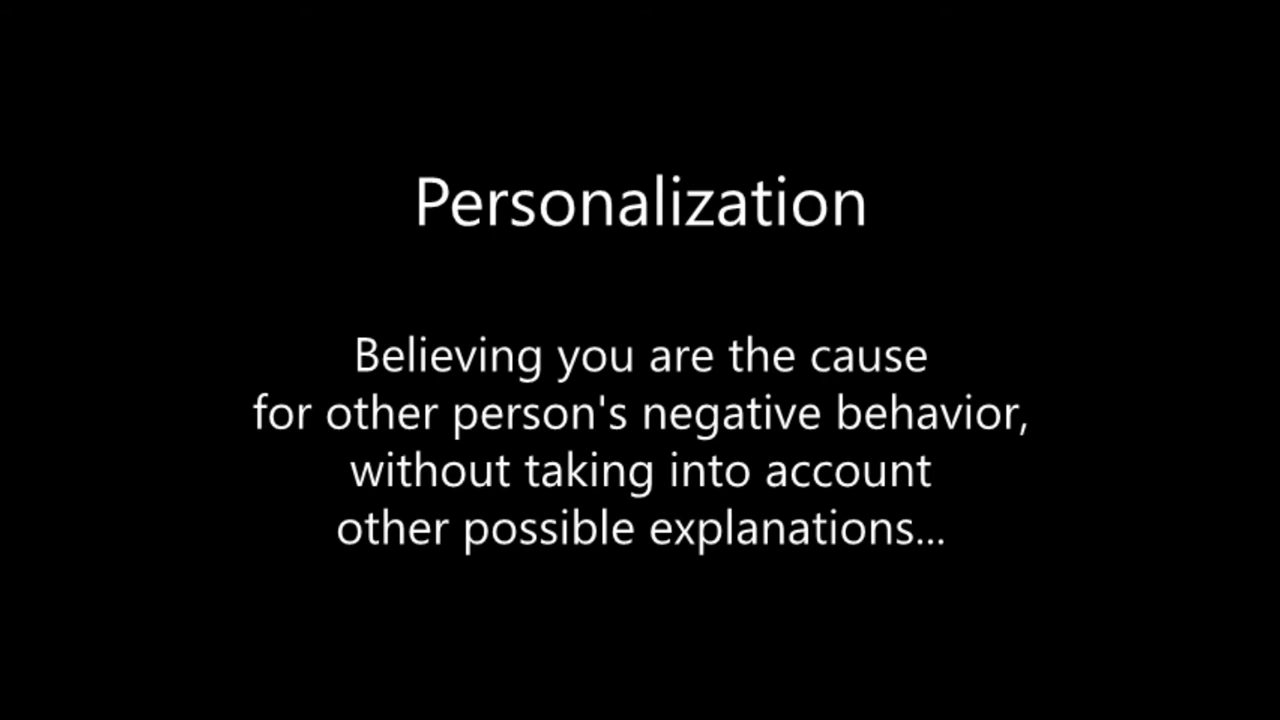 Personalization
Believing you are the cause
for other person's negative behavior,
without taking into account
other possible explanations...